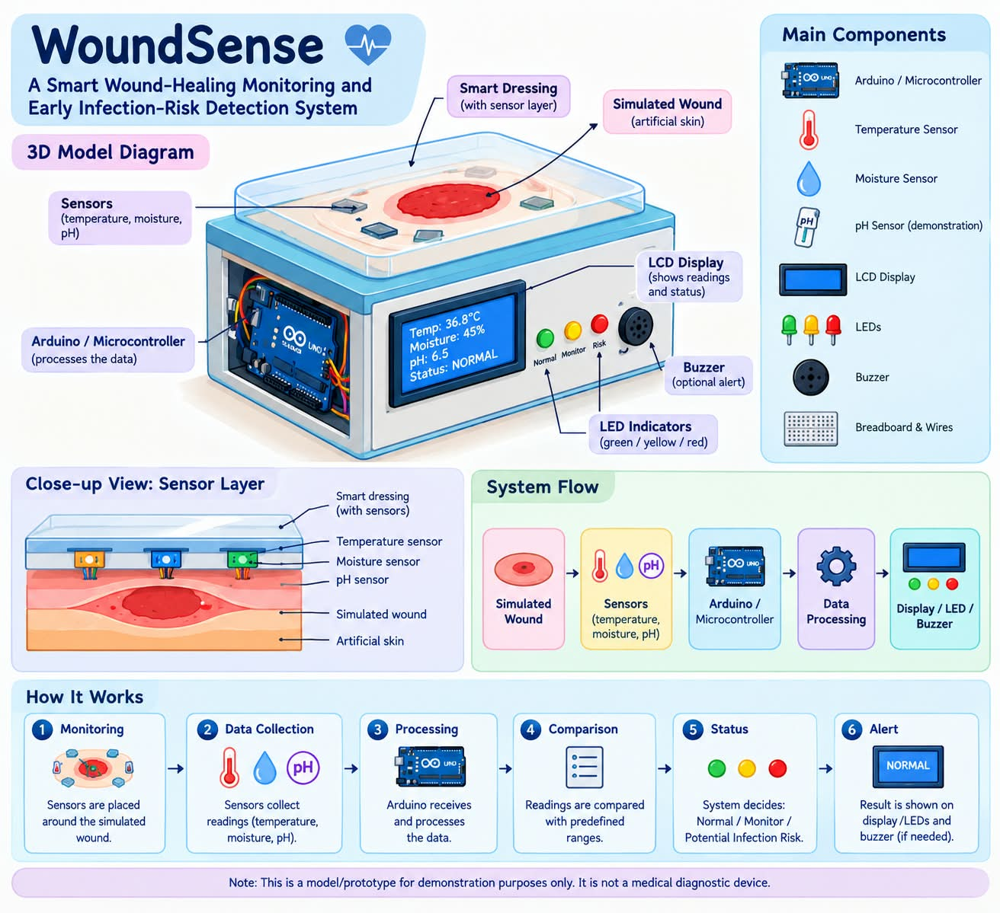 WoundSense
A Smart Wound-Healing Monitoring and
Early Infection-Risk Detection System
3D Model Diagram
Smart Dressing
(with sensor layer)
Simulated Wound
(artificial skin)
Sensors
(temperature, moisture,
pH)
LCD Display
(shows readings
and status)
Arduino / Microcontroller
(processes the data)
UNO
Temp: 36.8°C
Moisture: 45%
pH: 6.5
Status: NORMAL
Normal
Monitor
Risk
Buzzer
(optional alert)
LED Indicators
(green / yellow / red)
Main Components
UNO
Arduino / Microcontroller
Temperature Sensor
Moisture Sensor
pH
pH Sensor (demonstration)
LCD Display
LEDs
Buzzer
Breadboard & Wires
Close-up View: Sensor Layer
Smart dressing
(with sensors)
Temperature sensor
Moisture sensor
pH sensor
Simulated wound
Artificial skin
System Flow
Simulated
Wound
pH
Sensors
(temperature,
moisture, pH)
UNO
Arduino /
Microcontroller
Data
Processing
Display / LED /
Buzzer
How It Works
1 Monitoring
Sensors are placed
around the simulated
wound.
2 Data Collection
pH
Sensors collect
readings (temperature,
moisture, pH).
3 Processing
UNO
Arduino receives
and processes
the data.
4 Comparison
Readings are compared
with predefined
ranges.
5 Status
System decides:
Normal / Monitor /
Potential Infection Risk.
6 Alert
NORMAL
Result is shown on
display/LEDs and
buzzer (if needed).
Note: This is a model/prototype for demonstration purposes only. It is not a medical diagnostic device.